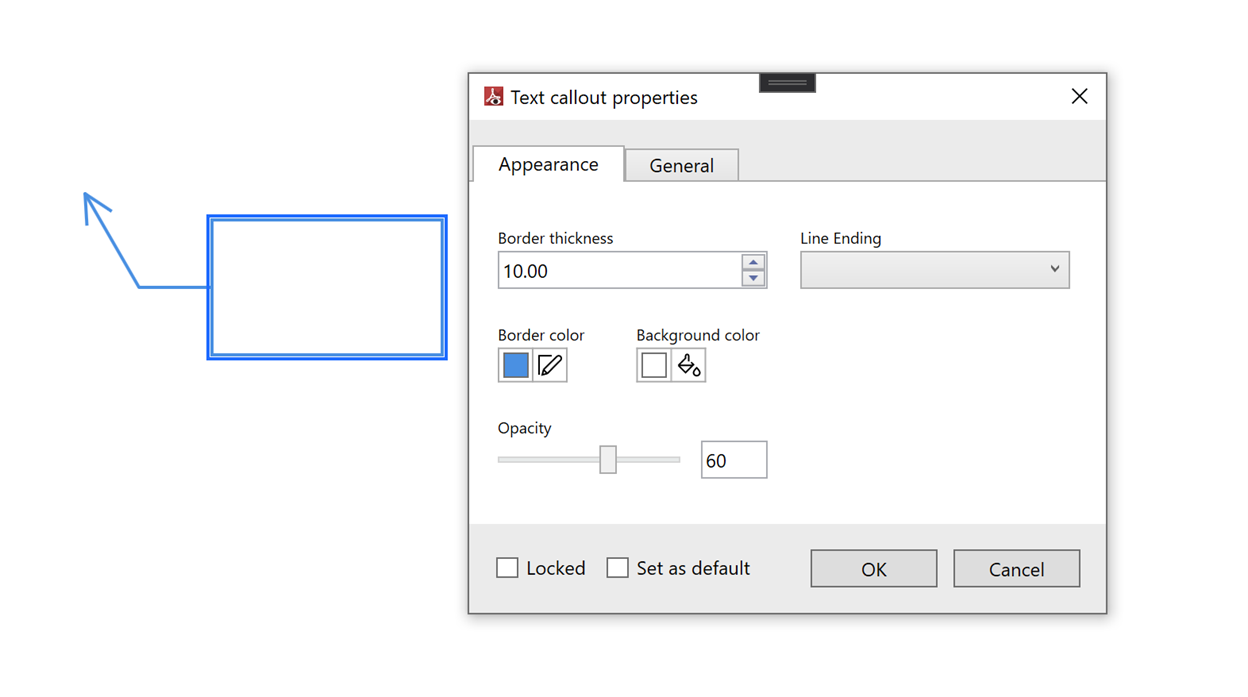 Text callout properties
Appearance
General
Border thickness
Line Ending
10.00
Border color
Background color
Opacity
60
Locked
Set as default
OK
Cancel